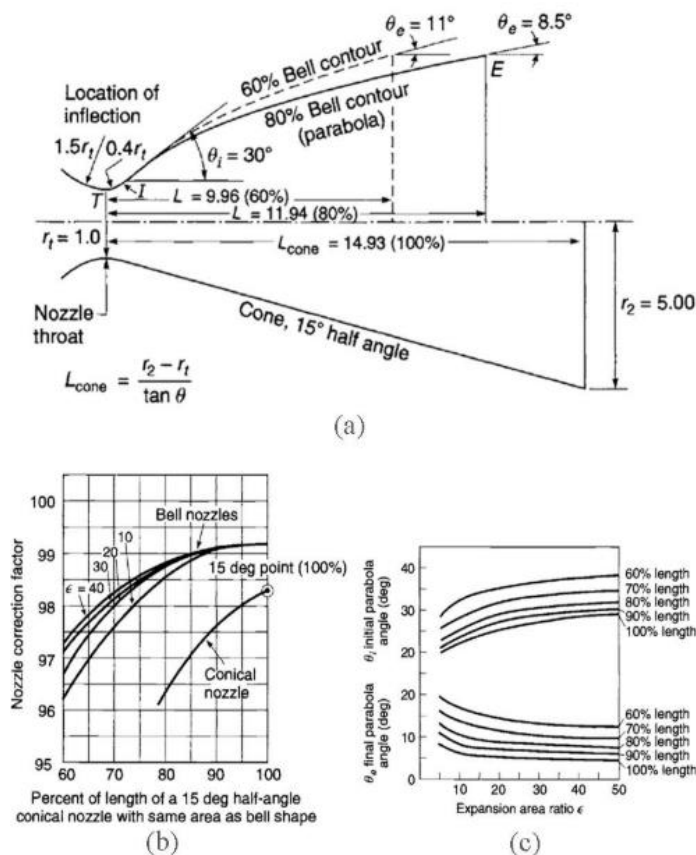 θe = 11°
θe = 8.5°
60% Bell contour
E
80% Bell contour
(parabola)
Location of
inflection
1.5rt
0.4rt
θi = 30°
T
I
L = 9.96 (60%)
L = 11.94 (80%)
rt = 1.0
Lcone = 14.93 (100%)
r2 = 5.00
Nozzle
throat
Cone, 15° half angle
Lcone = r2 − rt / tan θ
(a)
Nozzle correction factor
100
99
98
97
96
95
Bell nozzles
10
20
30
ϵ = 40
15 deg point (100%)
Conical
nozzle
60 70 80 90 100
Percent of length of a 15 deg half-angle
conical nozzle with same area as bell shape
(b)
θi initial parabola
angle (deg)
40
30
20
60% length
70% length
80% length
90% length
100% length
θe final parabola
angle (deg)
20
10
0
60% length
70% length
80% length
90% length
100% length
10 20 30 40 50
Expansion area ratio ϵ
(c)